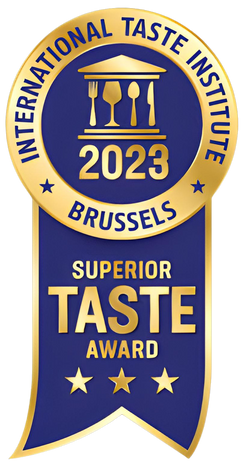 INTERNATIONAL TASTE INSTITUTE
2023
BRUSSELS
SUPERIOR
TASTE
AWARD